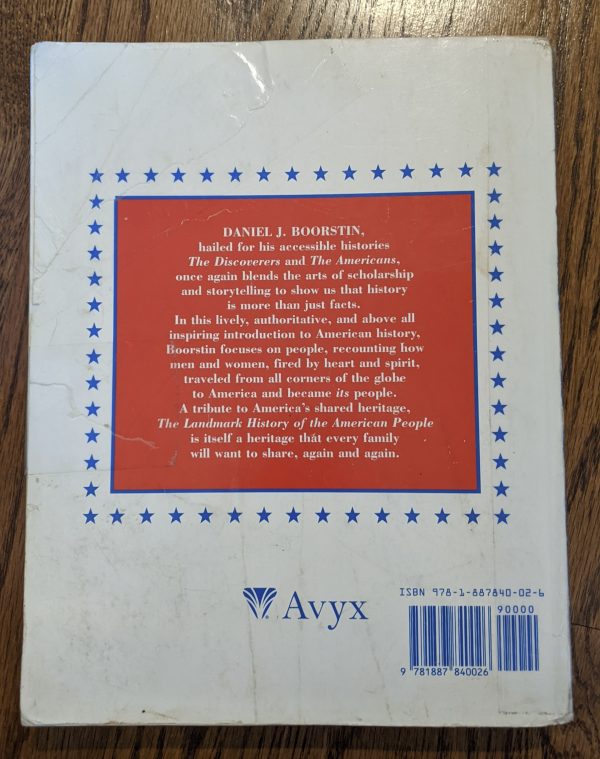 DANIEL J. BOORSTIN,
hailed for his accessible histories
The Discoverers and The Americans,
once again blends the arts of scholarship
and storytelling to show us that history
is more than just facts.
In this lively, authoritative, and above all
inspiring introduction to American history,
Boorstin focuses on people, recounting how
men and women, fired by heart and spirit,
traveled from all corners of the globe
to America and became its people.
A tribute to America's shared heritage,
The Landmark History of the American People
is itself a heritage that every family
will want to share, again and again.
Avyx
ISBN 978-1-887840-02-6
90000
9 781887 840026